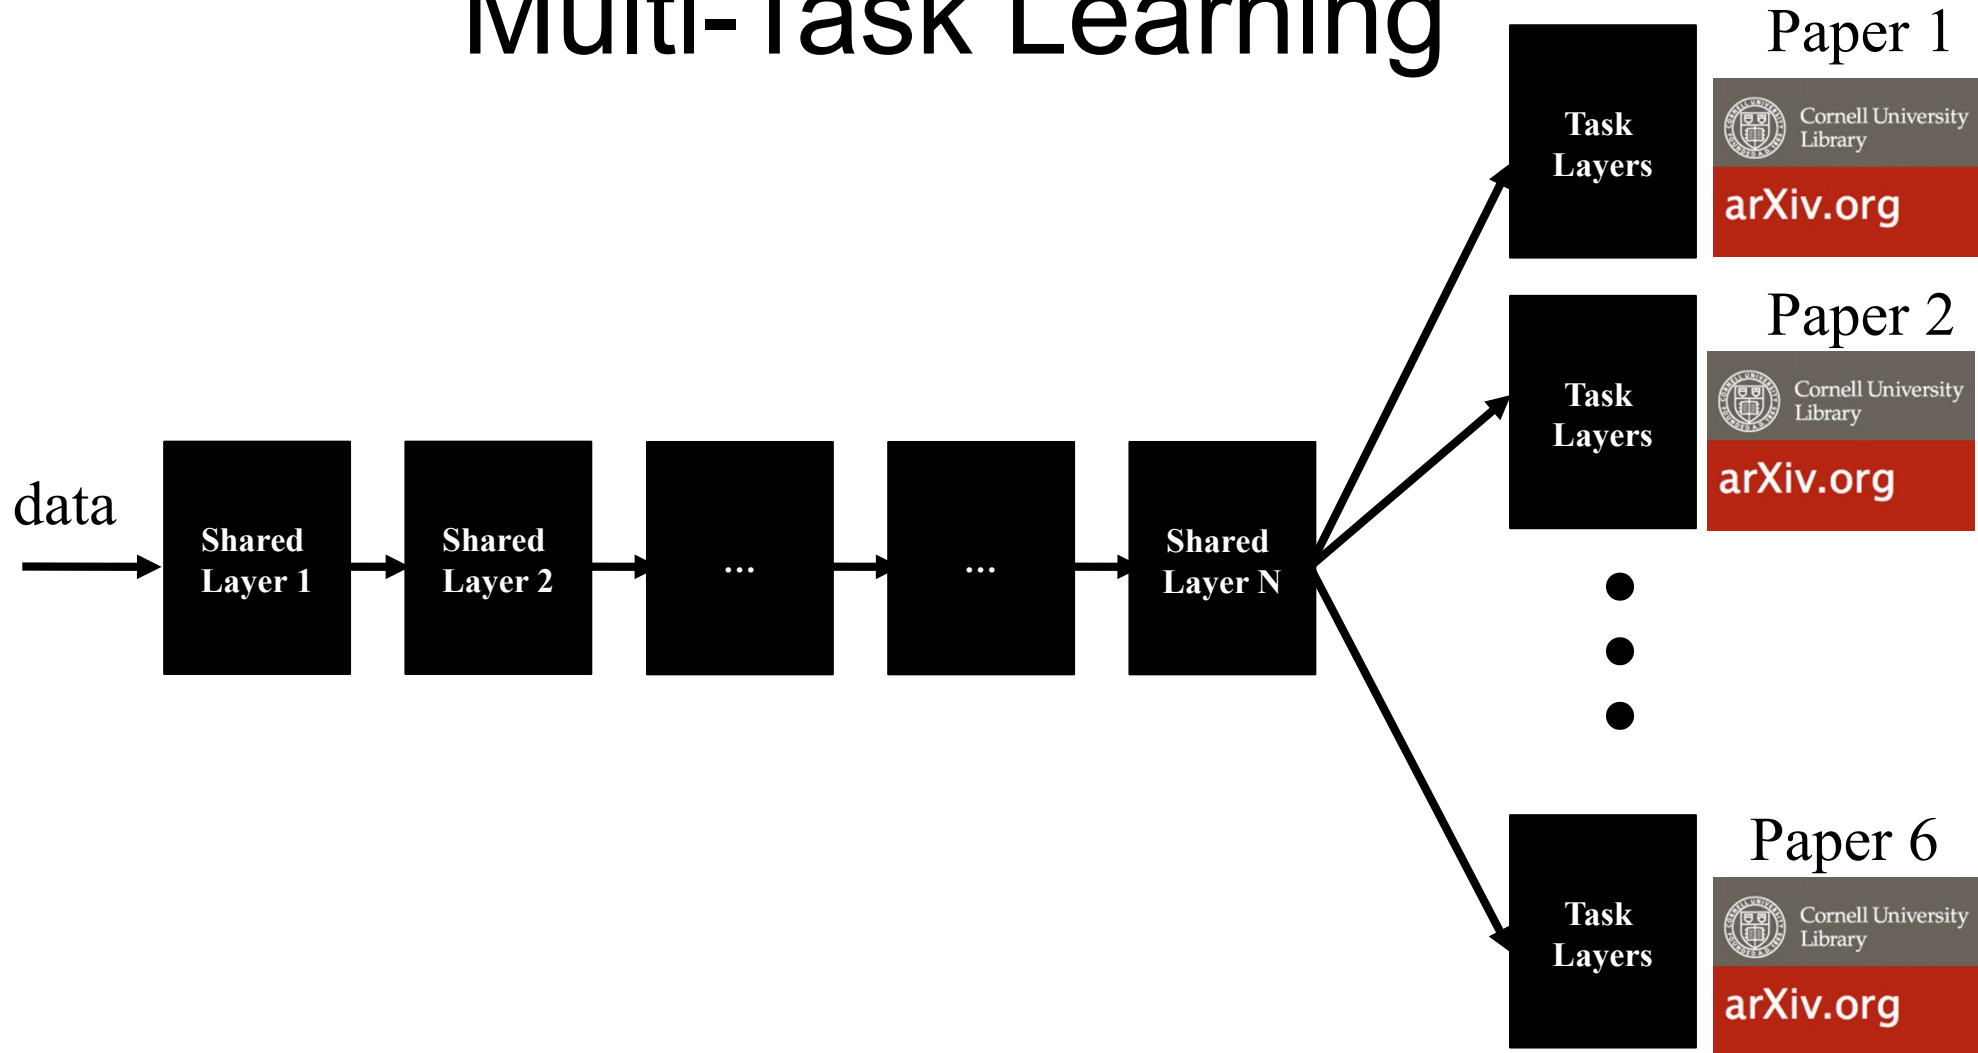 Multi-Task Learning
Paper 1
Task
Layers
Cornell University
Library
arXiv.org
Paper 2
Task
Layers
Cornell University
Library
arXiv.org
data
Shared
Layer 1
Shared
Layer 2
...
...
Shared
Layer N
Paper 6
Task
Layers
Cornell University
Library
arXiv.org